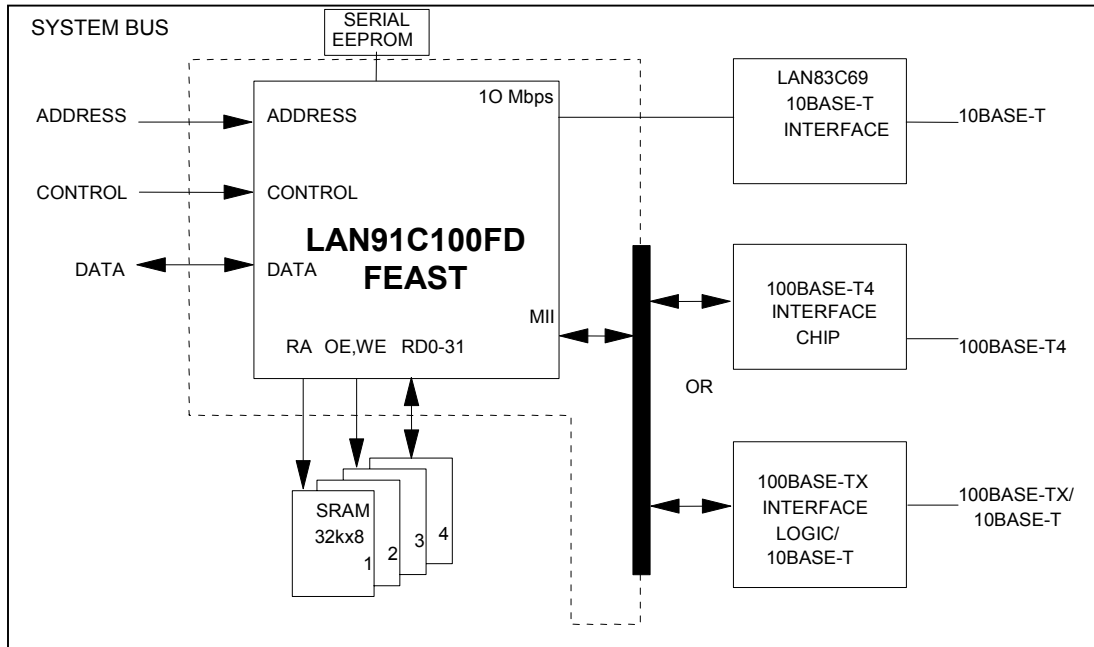 SYSTEM BUS
SERIAL
EEPROM
ADDRESS
CONTROL
DATA
ADDRESS
CONTROL
DATA
1O Mbps
LAN91C100FD
FEAST
MII
RA OE,WE RD0-31
SRAM
32kx8
1
2
3
4
LAN83C69
10BASE-T
INTERFACE
10BASE-T
100BASE-T4
INTERFACE
CHIP
100BASE-T4
OR
100BASE-TX
INTERFACE
LOGIC/
10BASE-T
100BASE-TX/
10BASE-T